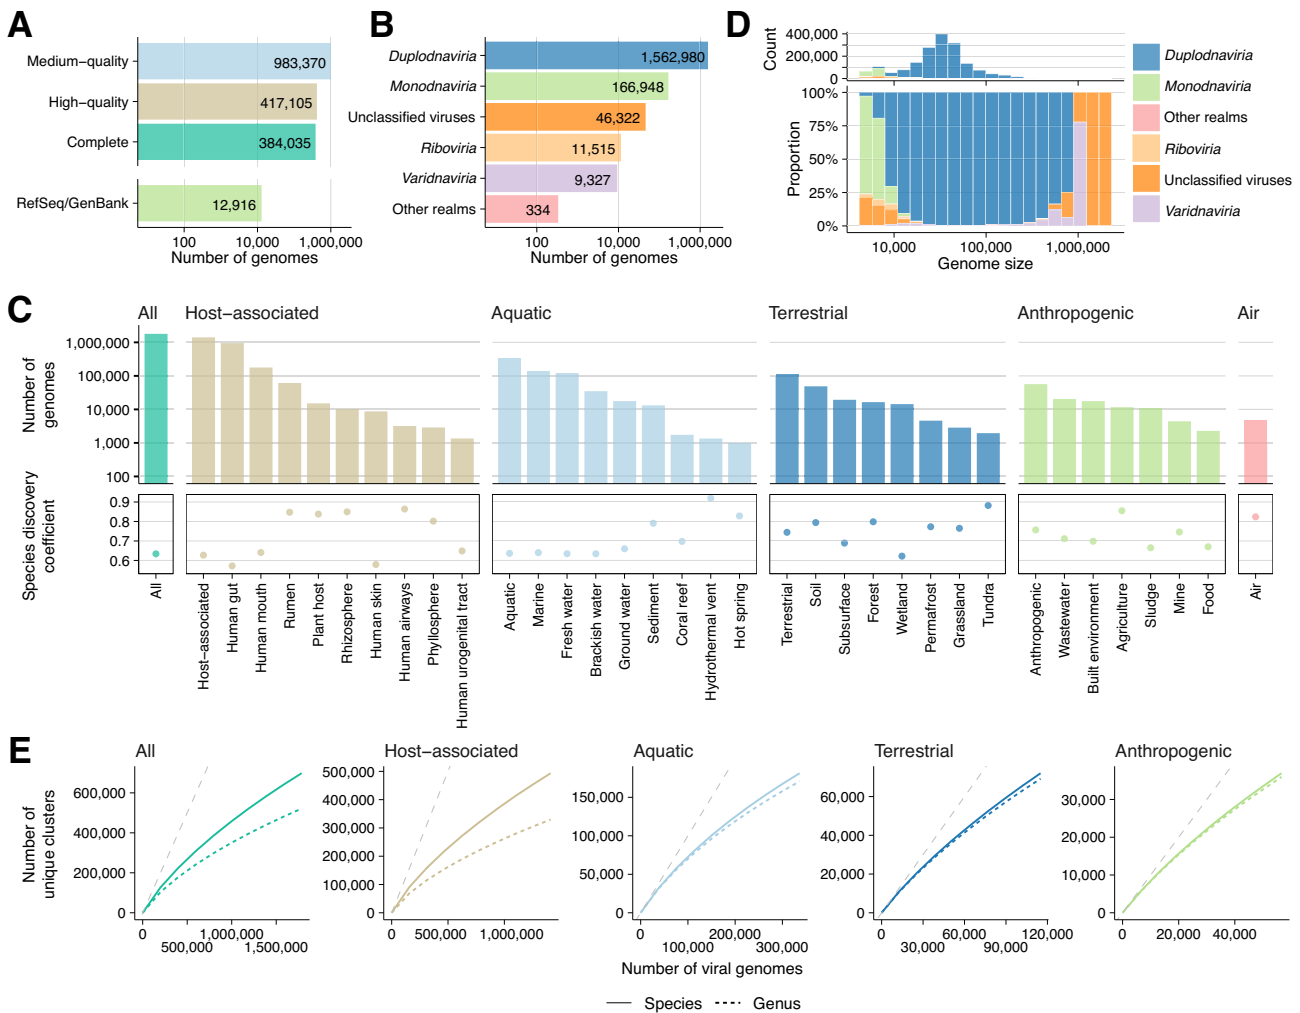 A
Medium−quality
983,370
High−quality
417,105
Complete
384,035
RefSeq/GenBank
12,916
100
10,000
1,000,000
Number of genomes
B
Duplodnaviria
1,562,980
Monodnaviria
166,948
Unclassified viruses
46,322
Riboviria
11,515
Varidnaviria
9,327
Other realms
334
100
10,000
1,000,000
Number of genomes
D
Count
400,000
200,000
0
Proportion
100%
75%
50%
25%
0%
10,000
100,000
1,000,000
Genome size
Duplodnaviria
Monodnaviria
Other realms
Riboviria
Unclassified viruses
Varidnaviria
C
All
Host−associated
Aquatic
Terrestrial
Anthropogenic
Air
Number of
genomes
1,000,000
100,000
10,000
1,000
100
Species discovery
coefficient
0.9
0.8
0.7
0.6
All
Host−associated
Human gut
Human mouth
Rumen
Plant host
Rhizosphere
Human skin
Human airways
Phyllosphere
Human urogenital tract
Aquatic
Marine
Fresh water
Brackish water
Ground water
Sediment
Coral reef
Hydrothermal vent
Hot spring
Terrestrial
Soil
Subsurface
Forest
Wetland
Permafrost
Grassland
Tundra
Anthropogenic
Wastewater
Built environment
Agriculture
Sludge
Mine
Food
Air
E
Number of
unique clusters
All
600,000
400,000
200,000
0
0
500,000
1,000,000
1,500,000
Host−associated
500,000
400,000
300,000
200,000
100,000
0
0
500,000
1,000,000
Aquatic
150,000
100,000
50,000
0
0
100,000
200,000
300,000
Terrestrial
60,000
40,000
20,000
0
0
30,000
60,000
90,000
120,000
Anthropogenic
30,000
20,000
10,000
0
0
20,000
40,000
Number of viral genomes
Species
Genus